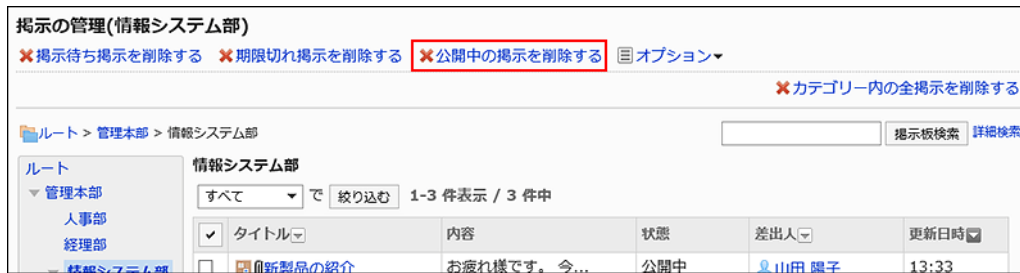 掲示の管理(情報システム部)
掲示待ち掲示を削除する 期限切れ掲示を削除する 公開中の掲示を削除する オプション
カテゴリー内の全掲示を削除する
ルート > 管理本部 > 情報システム部 掲示板検索 詳細検索
ルート 情報システム部
管理本部 すべて で 絞り込む 1-3 件表示 / 3 件中
人事部
経理部 タイトル 内容 状態 差出人 更新日時
情報システム部 新製品の紹介 お疲れ様です。 今... 公開中 山田 陽子 13:33